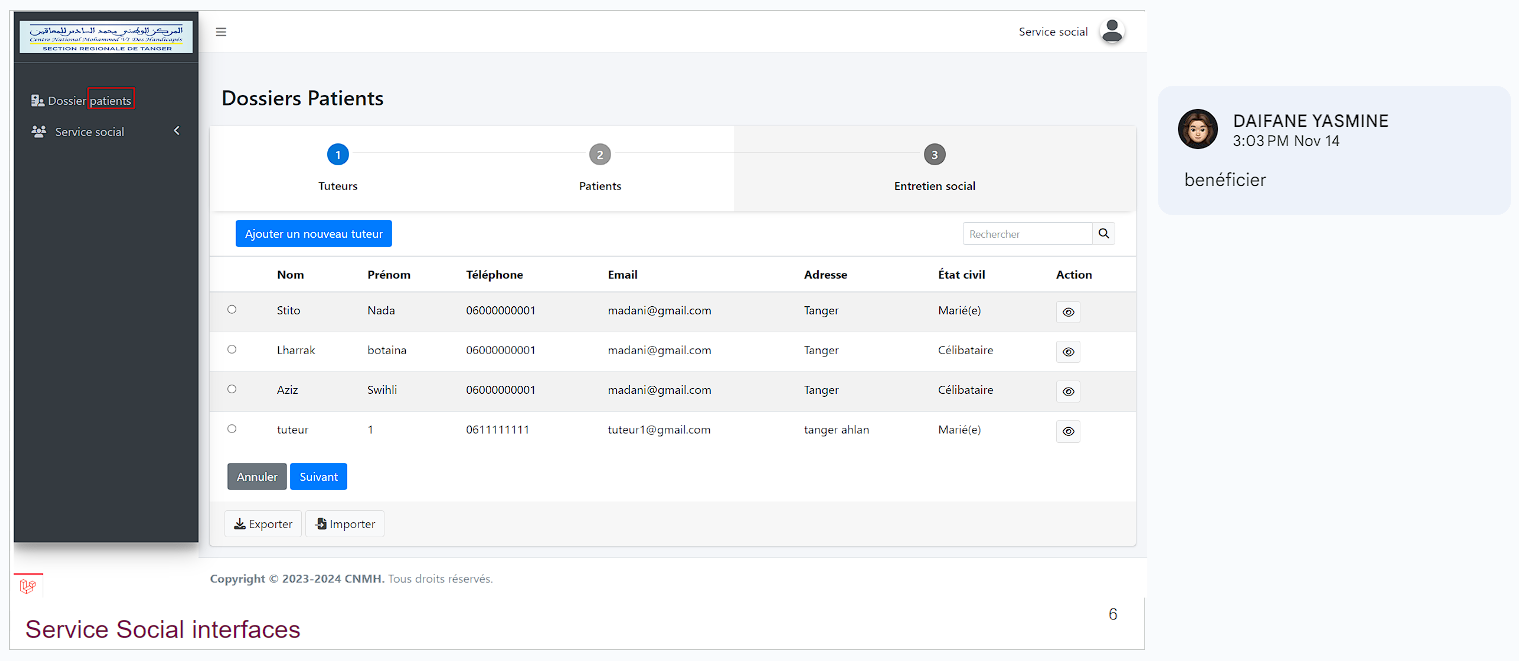 المركز الوطني محمد السادس للمعاقين
Centre National Mohammed VI Des Handicapés
SECTION REGIONALE DE TANGER
Service social
Dossier patients
Service social
Dossiers Patients
1 2 3
Tuteurs Patients Entretien social
Ajouter un nouveau tuteur Rechercher
Nom Prénom Téléphone Email Adresse État civil Action
Stito Nada 06000000001 madani@gmail.com Tanger Marié(e)
Lharrak botaina 06000000001 madani@gmail.com Tanger Célibataire
Aziz Swihli 06000000001 madani@gmail.com Tanger Célibataire
tuteur 1 0611111111 tuteur1@gmail.com tanger ahlan Marié(e)
Annuler Suivant
Exporter Importer
Copyright © 2023-2024 CNMH. Tous droits réservés.
6
Service Social interfaces
DAIFANE YASMINE
3:03 PM Nov 14
benéficier